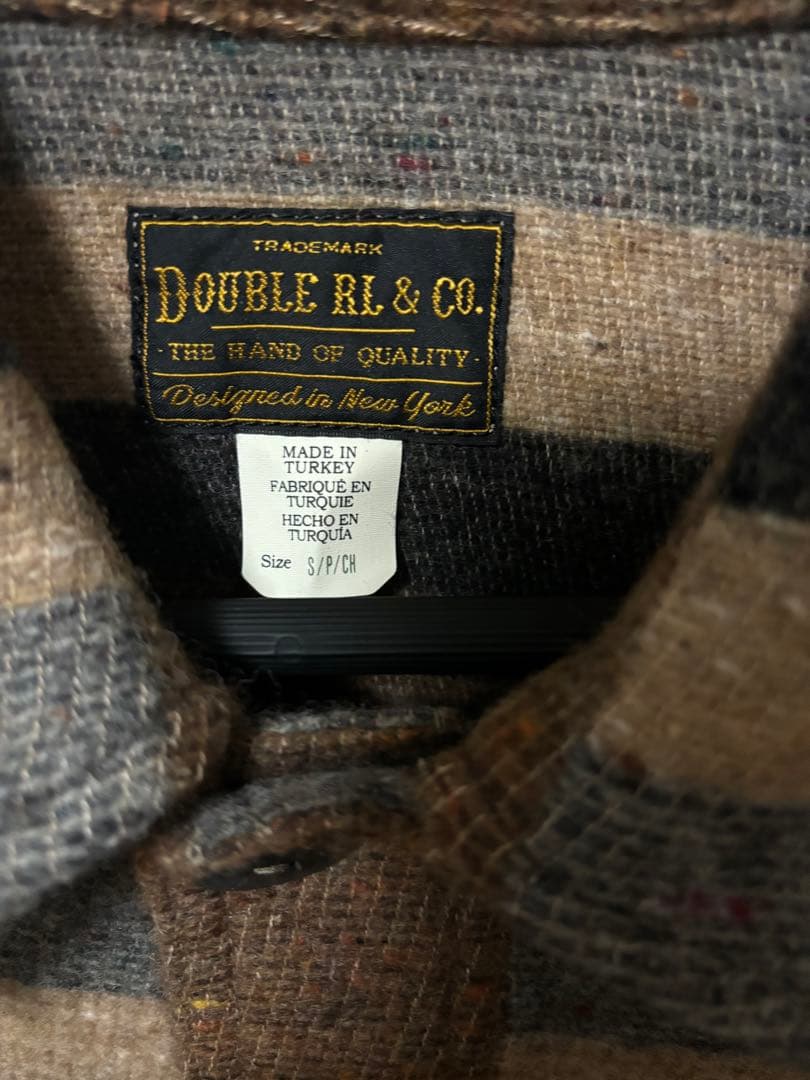 TRADEMARK
DOUBLE RL & CO.
· THE HAND OF QUALITY ·
Designed in New York
MADE IN
TURKEY
FABRIQUÉ EN
TURQUIE
HECHO EN
TURQUÍA
Size S/P/CH